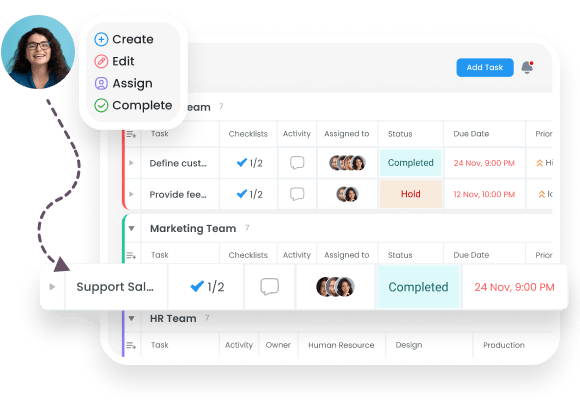 Create
Edit
Assign
Complete
Add Task
eam 7
Task Checklists Activity Assigned to Status Due Date Prior
Define cust... 1/2 Completed 24 Nov, 9:00 PM Hi
Provide fee... 1/2 Hold 12 Nov, 10:00 PM lo
Marketing Team 7
Task Checklists Activity Assigned to Status Due Date Prior
Support Sal... 1/2 Completed 24 Nov, 9:00 PM
HR Team 7
Task Activity Owner Human Resource Design Production